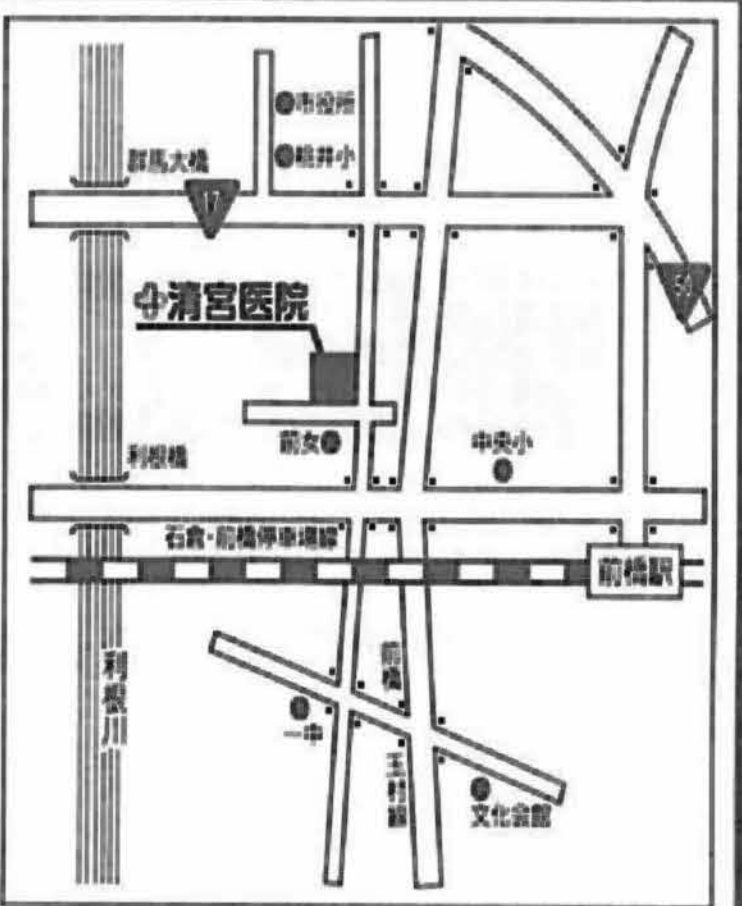 市役所
桃井小
群馬大橋
17
清宮医院
前女
中央小
利根橋
石倉・前橋停車場線
前橋駅
利根川
前橋
一中
文化会館